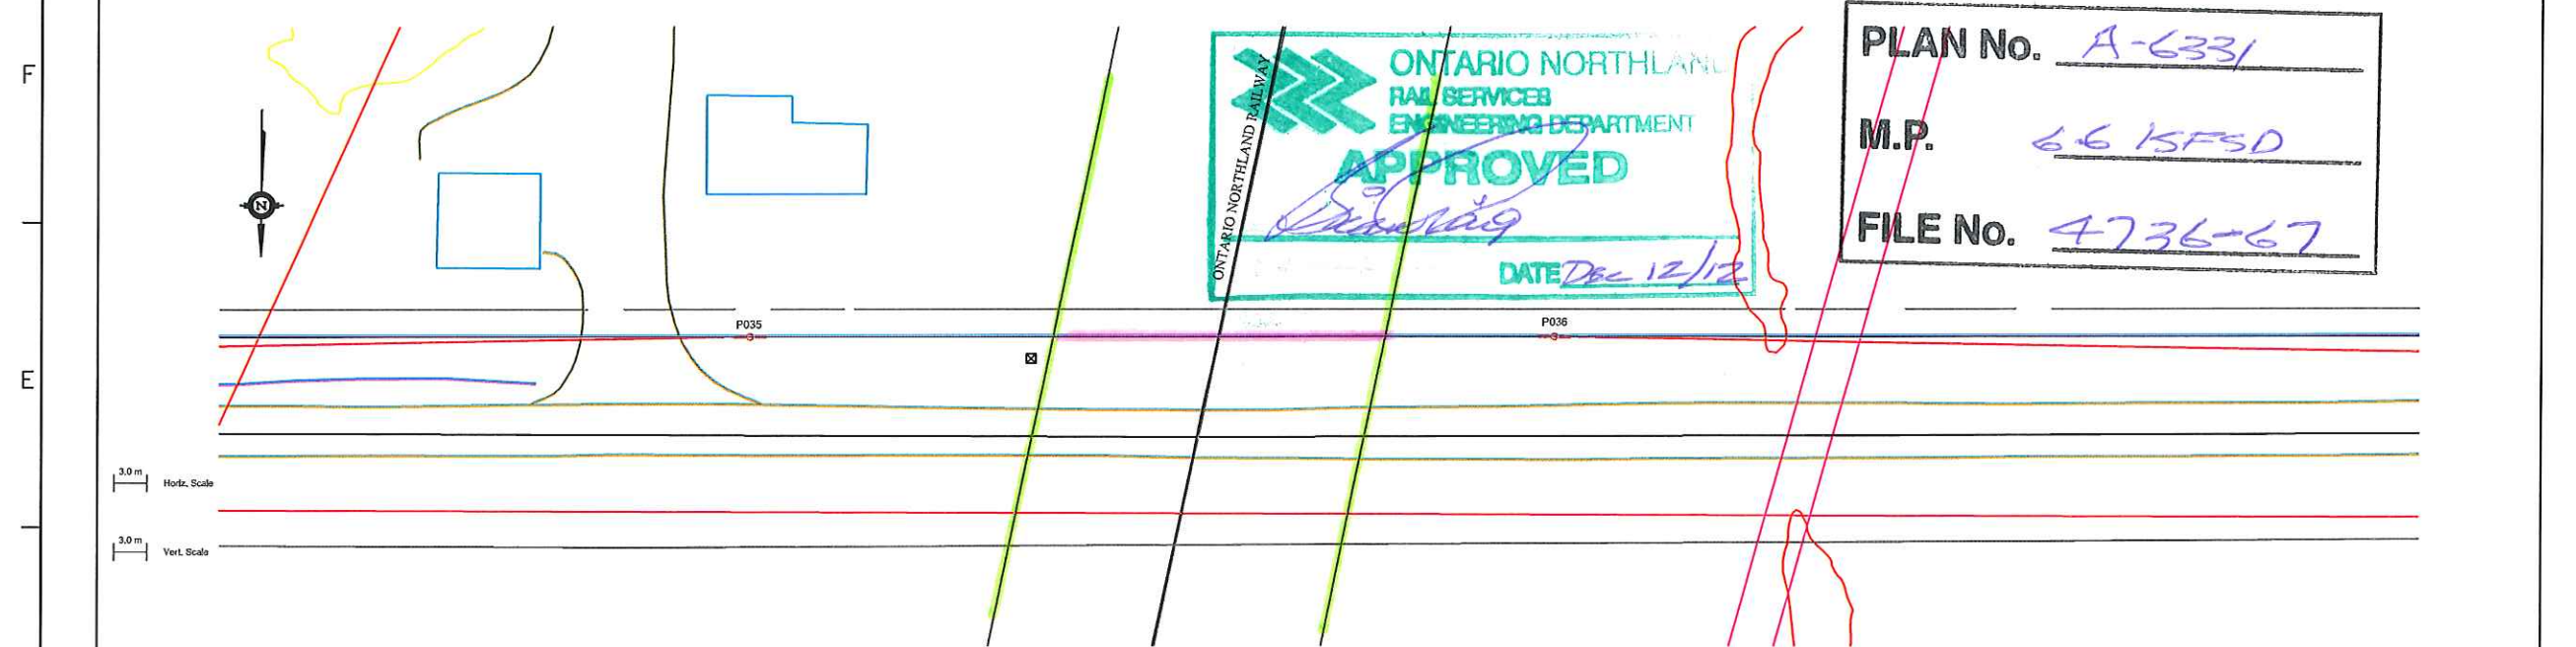 F
E
ONTARIO NORTHLAND
RAIL SERVICES
ENGINEERING DEPARTMENT
APPROVED
DATE Dec 12/12
ONTARIO NORTHLAND RAILWAY
PLAN No. A-6331
M.P. 6.6 ISFSD
FILE No. 4736-67
N
P035
P036
3.0 m
Horiz. Scale
3.0 m
Vert. Scale